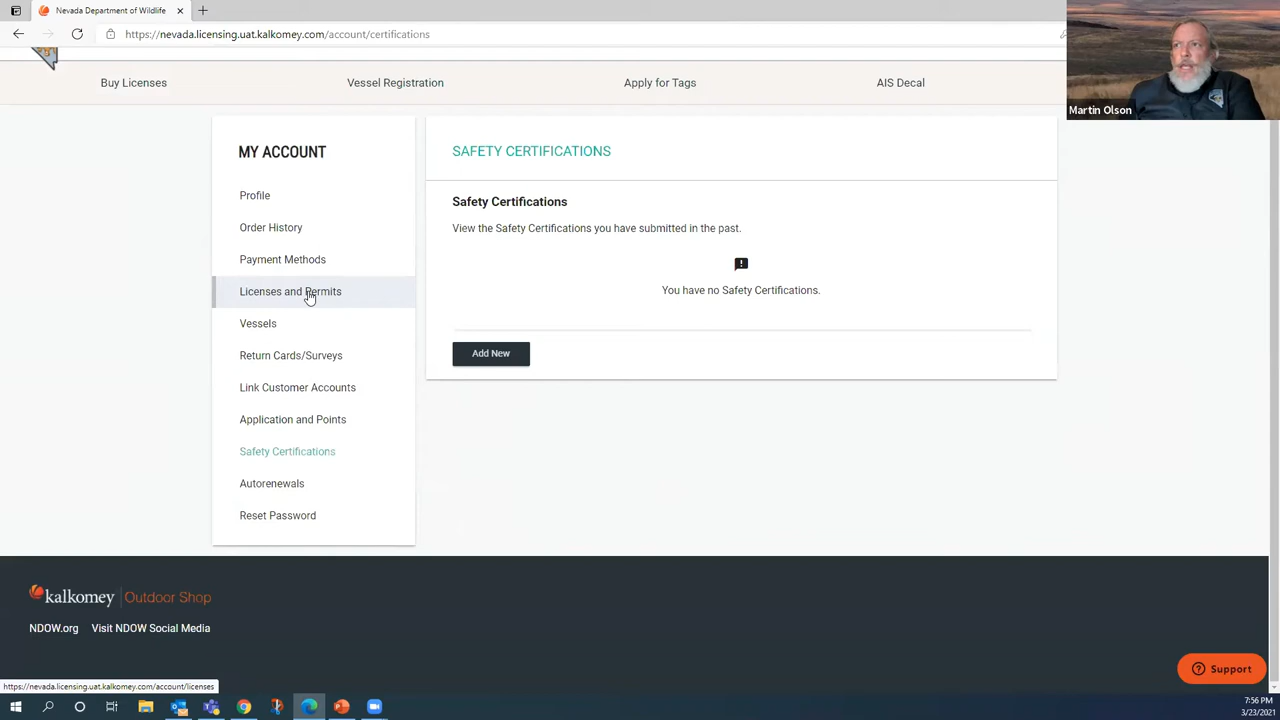 Nevada Department of Wildlife
https://nevada.licensing.uat.kalkomey.com/account/certifications
Martin Olson
Buy Licenses
Vessel Registration
Apply for Tags
AIS Decal
MY ACCOUNT
Profile
Order History
Payment Methods
Licenses and Permits
Vessels
Return Cards/Surveys
Link Customer Accounts
Application and Points
Safety Certifications
Autorenewals
Reset Password
SAFETY CERTIFICATIONS
Safety Certifications
View the Safety Certifications you have submitted in the past.
You have no Safety Certifications.
Add New
kalkomey | Outdoor Shop
NDOW.org Visit NDOW Social Media
Support
https://nevada.licensing.uat.kalkomey.com/account/licenses
7:56 PM
3/23/2021